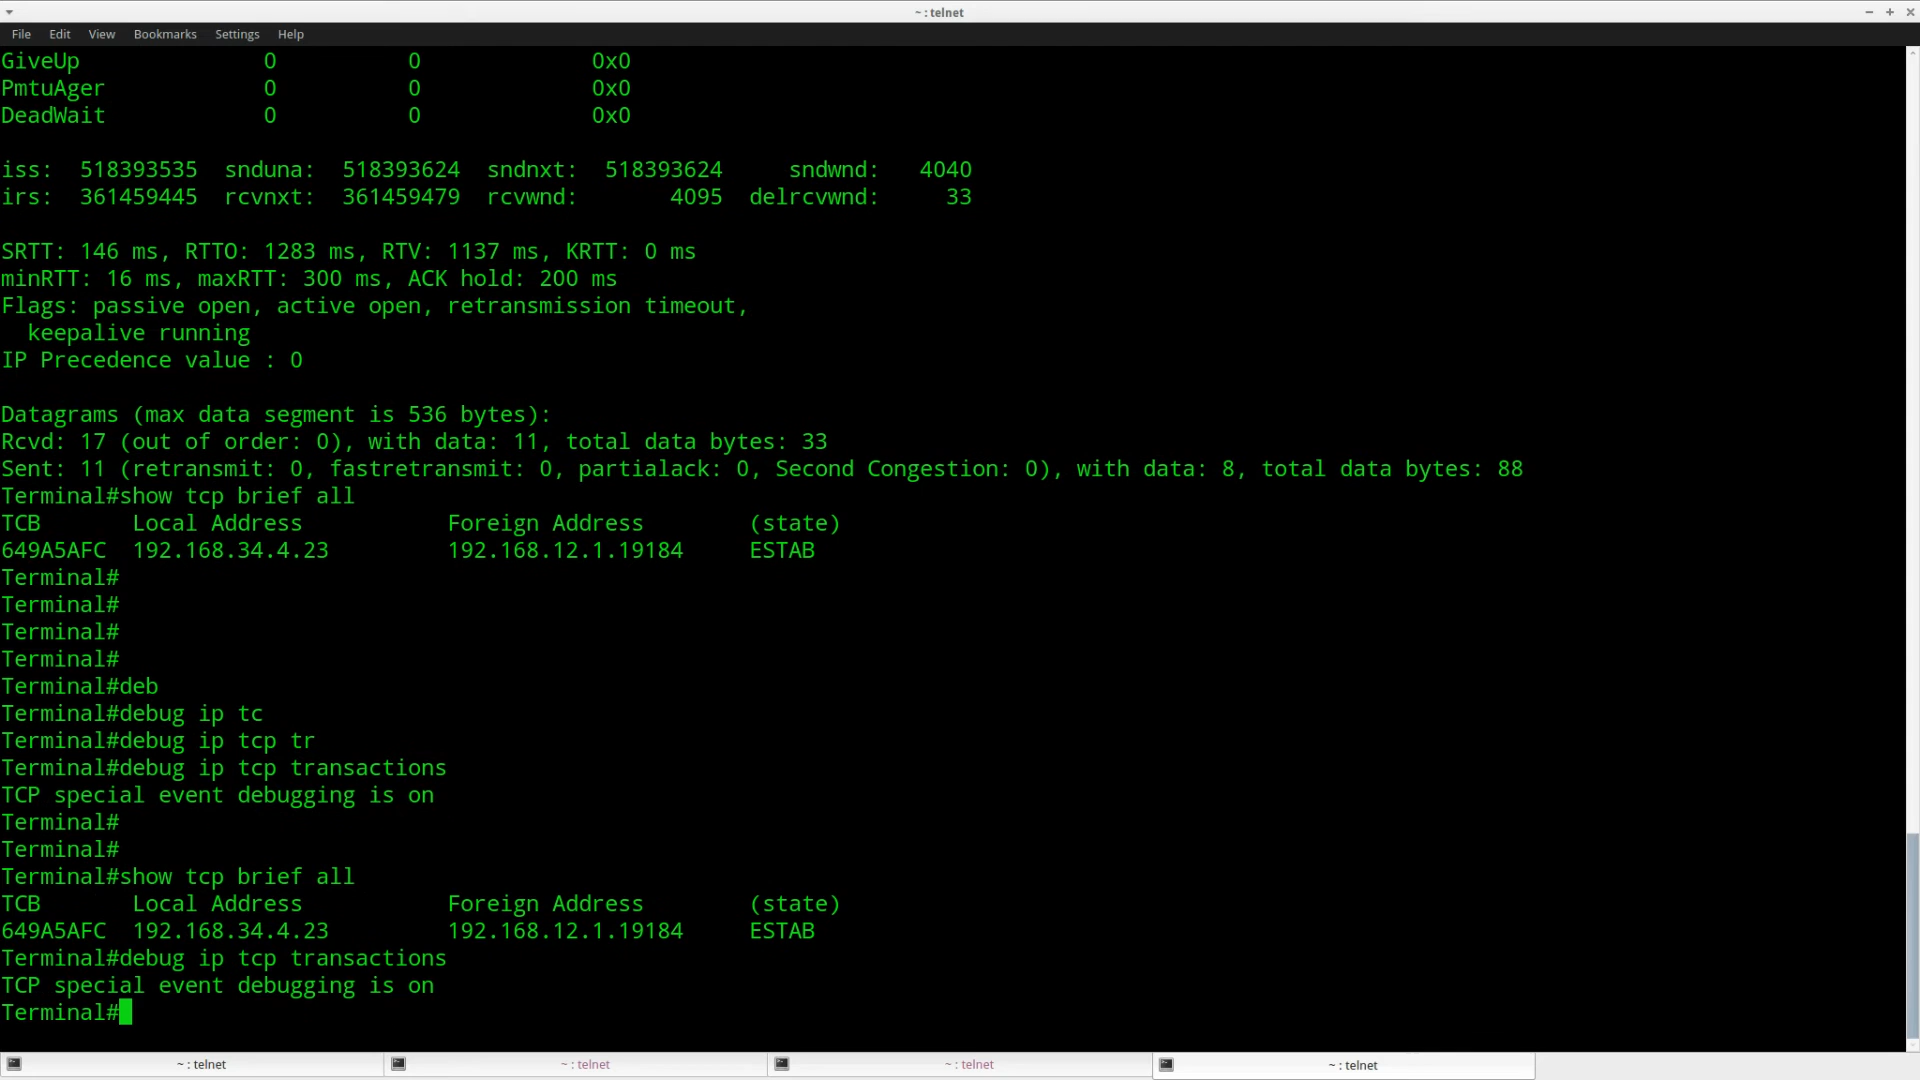 ~ : telnet
File Edit View Bookmarks Settings Help
GiveUp 0 0 0x0
PmtuAger 0 0 0x0
DeadWait 0 0 0x0
iss: 518393535 snduna: 518393624 sndnxt: 518393624 sndwnd: 4040
irs: 361459445 rcvnxt: 361459479 rcvwnd: 4095 delrcvwnd: 33
SRTT: 146 ms, RTTO: 1283 ms, RTV: 1137 ms, KRTT: 0 ms
minRTT: 16 ms, maxRTT: 300 ms, ACK hold: 200 ms
Flags: passive open, active open, retransmission timeout,
keepalive running
IP Precedence value : 0
Datagrams (max data segment is 536 bytes):
Rcvd: 17 (out of order: 0), with data: 11, total data bytes: 33
Sent: 11 (retransmit: 0, fastretransmit: 0, partialack: 0, Second Congestion: 0), with data: 8, total data bytes: 88
Terminal#show tcp brief all
TCB Local Address Foreign Address (state)
649A5AFC 192.168.34.4.23 192.168.12.1.19184 ESTAB
Terminal#
Terminal#
Terminal#
Terminal#
Terminal#deb
Terminal#debug ip tc
Terminal#debug ip tcp tr
Terminal#debug ip tcp transactions
TCP special event debugging is on
Terminal#
Terminal#
Terminal#show tcp brief all
TCB Local Address Foreign Address (state)
649A5AFC 192.168.34.4.23 192.168.12.1.19184 ESTAB
Terminal#debug ip tcp transactions
TCP special event debugging is on
Terminal#
~ : telnet ~ : telnet ~ : telnet ~ : telnet